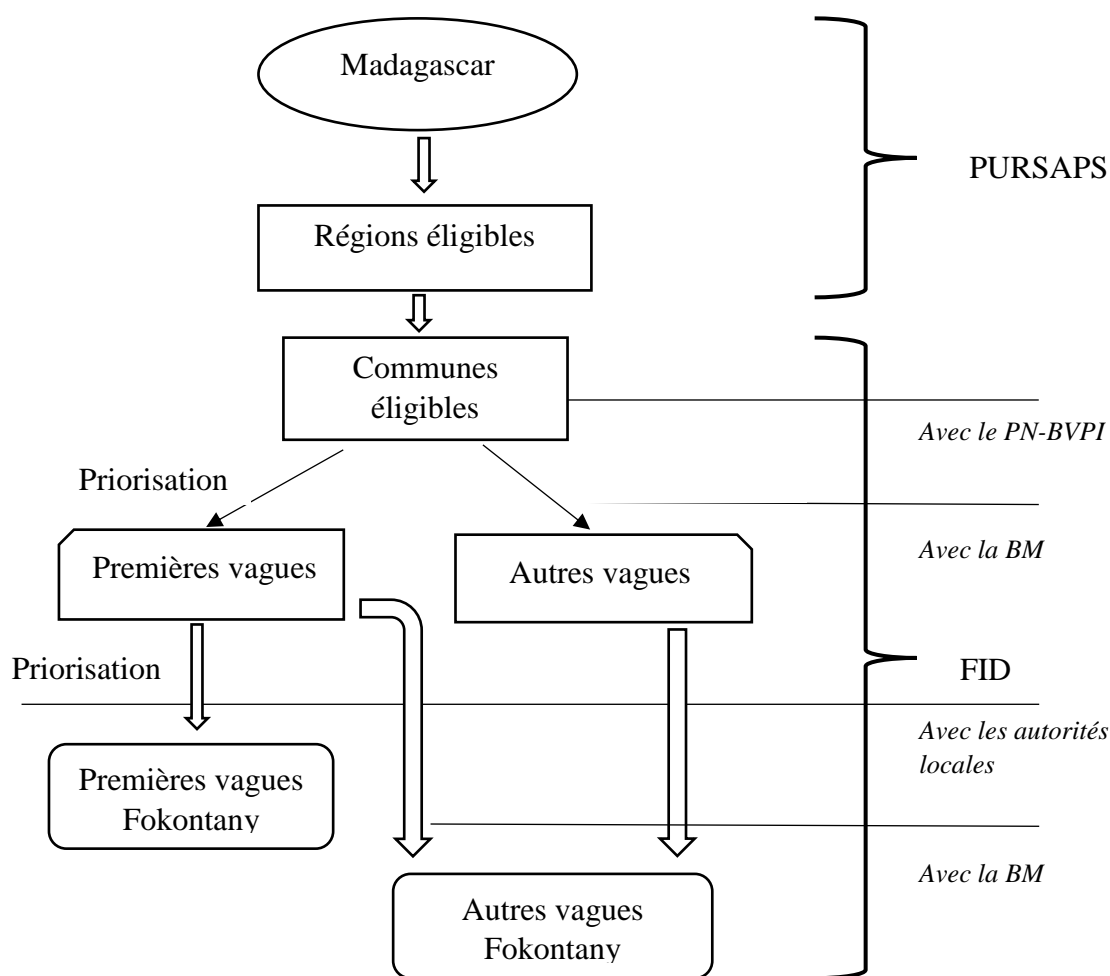 Madagascar
PURSAPS
Régions éligibles
Communes
éligibles
Avec le PN-BVPI
Priorisation
Avec la BM
Premières vagues
Autres vagues
Priorisation
FID
Avec les autorités
locales
Premières vagues
Fokontany
Avec la BM
Autres vagues
Fokontany